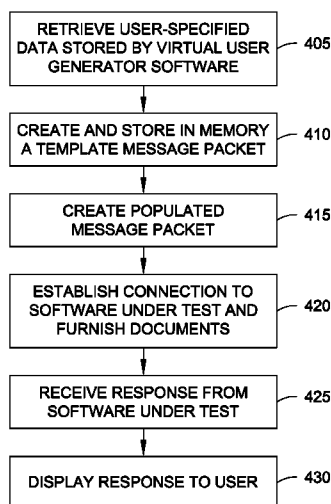 RETRIEVE USER-SPECIFIED
DATA STORED BY VIRTUAL USER
GENERATOR SOFTWARE
405
CREATE AND STORE IN MEMORY
A TEMPLATE MESSAGE PACKET
410
CREATE POPULATED
MESSAGE PACKET
415
ESTABLISH CONNECTION TO
SOFTWARE UNDER TEST AND
FURNISH DOCUMENTS
420
RECEIVE RESPONSE FROM
SOFTWARE UNDER TEST
425
DISPLAY RESPONSE TO USER
430